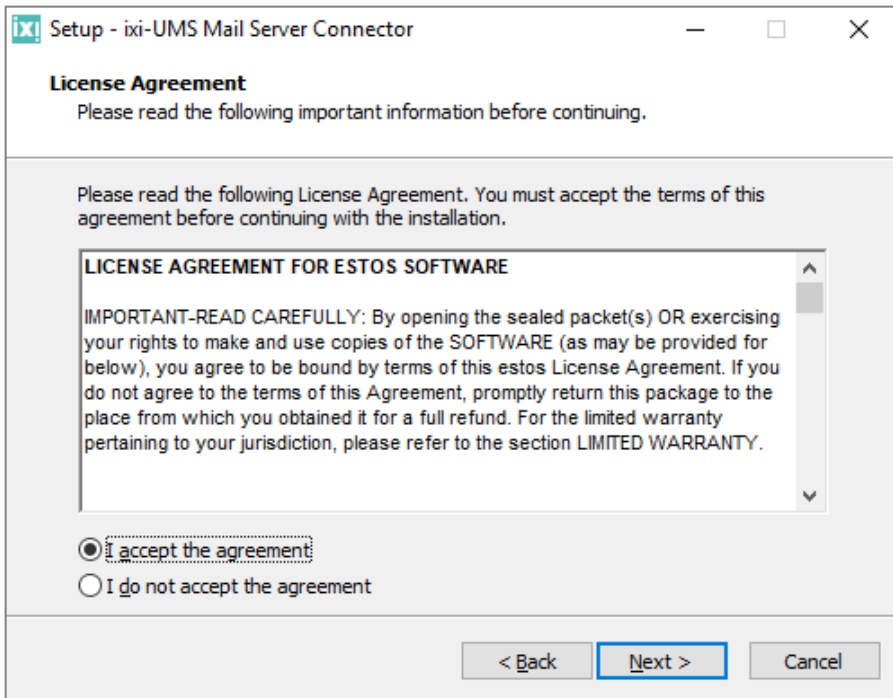 ixi Setup - ixi-UMS Mail Server Connector
License Agreement
Please read the following important information before continuing.
Please read the following License Agreement. You must accept the terms of this
agreement before continuing with the installation.
LICENSE AGREEMENT FOR ESTOS SOFTWARE
IMPORTANT-READ CAREFULLY: By opening the sealed packet(s) OR exercising
your rights to make and use copies of the SOFTWARE (as may be provided for
below), you agree to be bound by terms of this estos License Agreement. If you
do not agree to the terms of this Agreement, promptly return this package to the
place from which you obtained it for a full refund. For the limited warranty
pertaining to your jurisdiction, please refer to the section LIMITED WARRANTY.
I accept the agreement
I do not accept the agreement
< Back Next > Cancel